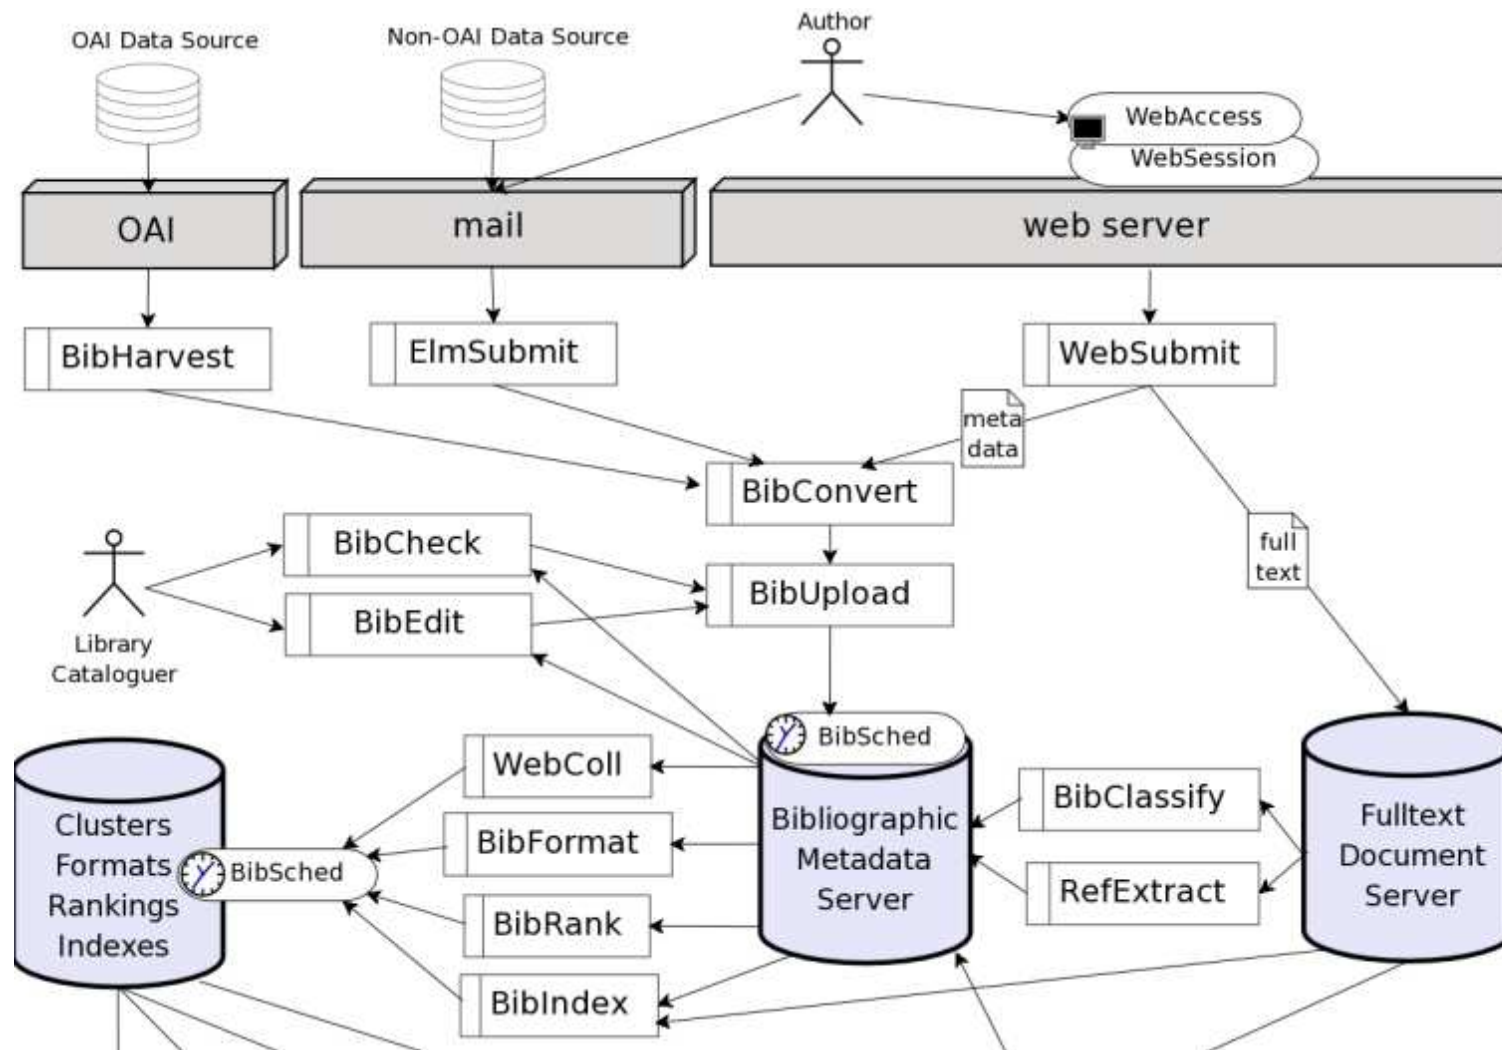 Author
OAI Data Source
Non-OAI Data Source
WebAccess
WebSession
OAI
mail
web server
BibHarvest
ElmSubmit
WebSubmit
meta
data
BibConvert
full
text
BibCheck
BibUpload
BibEdit
Library
Cataloguer
BibSched
WebColl
BibClassify
Bibliographic
Metadata
Server
Fulltext
Document
Server
Clusters
Formats
Rankings
Indexes
BibFormat
BibSched
RefExtract
BibRank
BibIndex